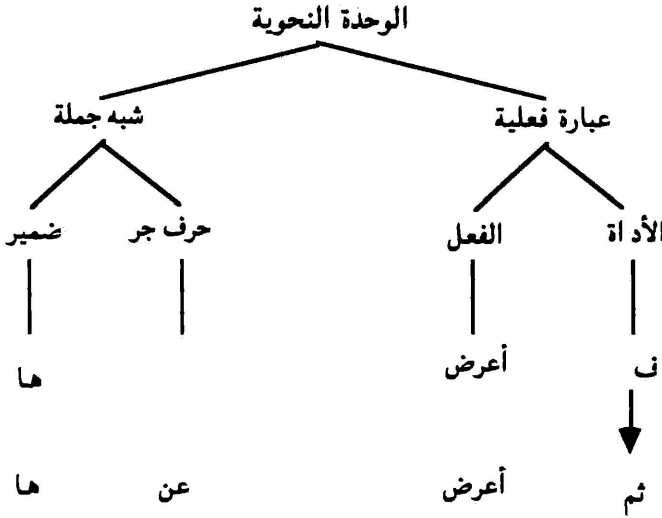 الوحدة النحوية
عبارة فعلية شبه جملة
الأداة الفعل حرف جر ضمير
ف أعرض ها
ثم أعرض عن ها